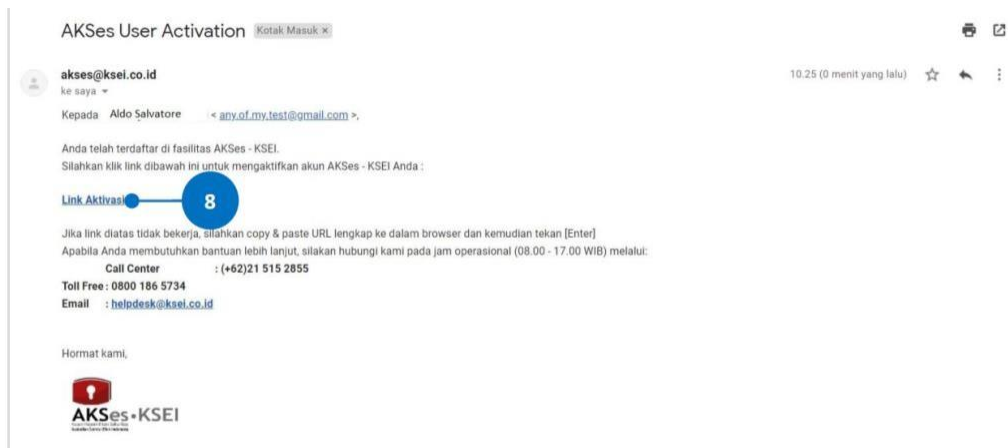 AKSes User Activation Kotak Masuk ×
akses@ksei.co.id 10.25 (0 menit yang lalu)
ke saya
Kepada Aldo Salvatore < any.of.my.test@gmail.com >,
Anda telah terdaftar di fasilitas AKSes - KSEI.
Silahkan klik link dibawah ini untuk mengaktifkan akun AKSes - KSEI Anda :
Link Aktivasi 8
Jika link diatas tidak bekerja, silahkan copy & paste URL lengkap ke dalam browser dan kemudian tekan [Enter]
Apabila Anda membutuhkan bantuan lebih lanjut, silakan hubungi kami pada jam operasional (08.00 - 17.00 WIB) melalui:
Call Center : (+62)21 515 2855
Toll Free : 0800 186 5734
Email : helpdesk@ksei.co.id
Hormat kami,
AKSes•KSEI